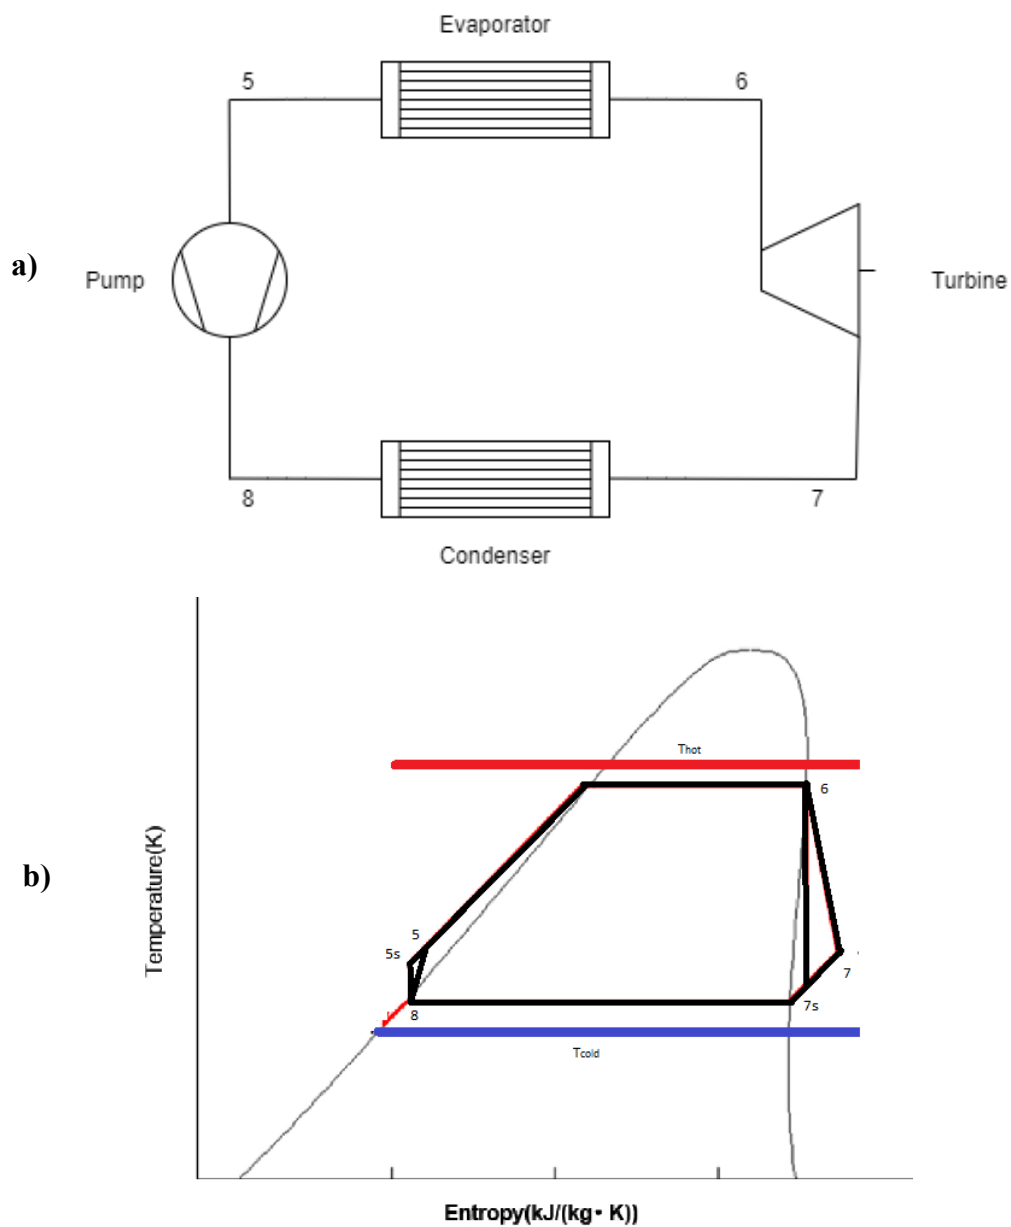 Evaporator
5
6
a)
Pump
Turbine
8
7
Condenser
Thot
6
b)
Temperature(K)
5
5s
7
8
7s
Tcold
Entropy(kJ/(kg· K))